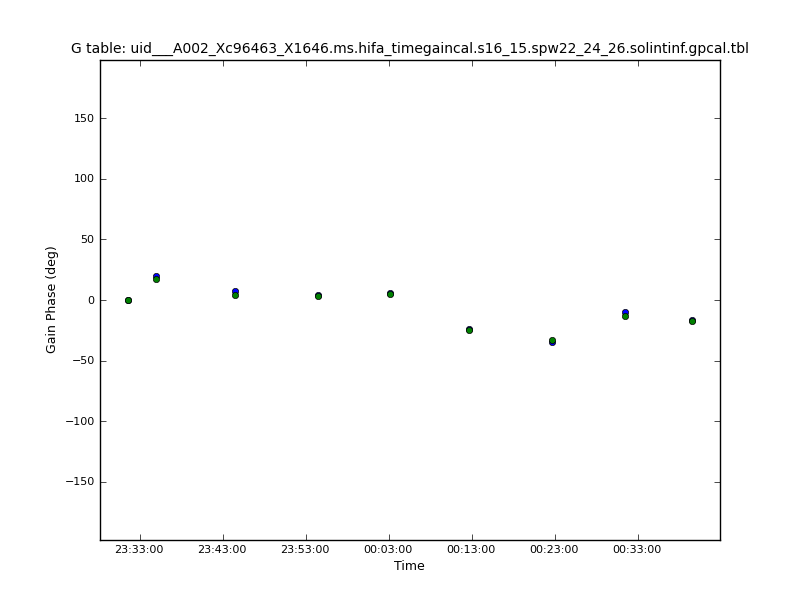 G table: uid___A002_Xc96463_X1646.ms.hifa_timegaincal.s16_15.spw22_24_26.solintinf.gpcal.tbl
150
100
50
0
−50
−100
−150
Gain Phase (deg)
23:33:00 23:43:00 23:53:00 00:03:00 00:13:00 00:23:00 00:33:00
Time